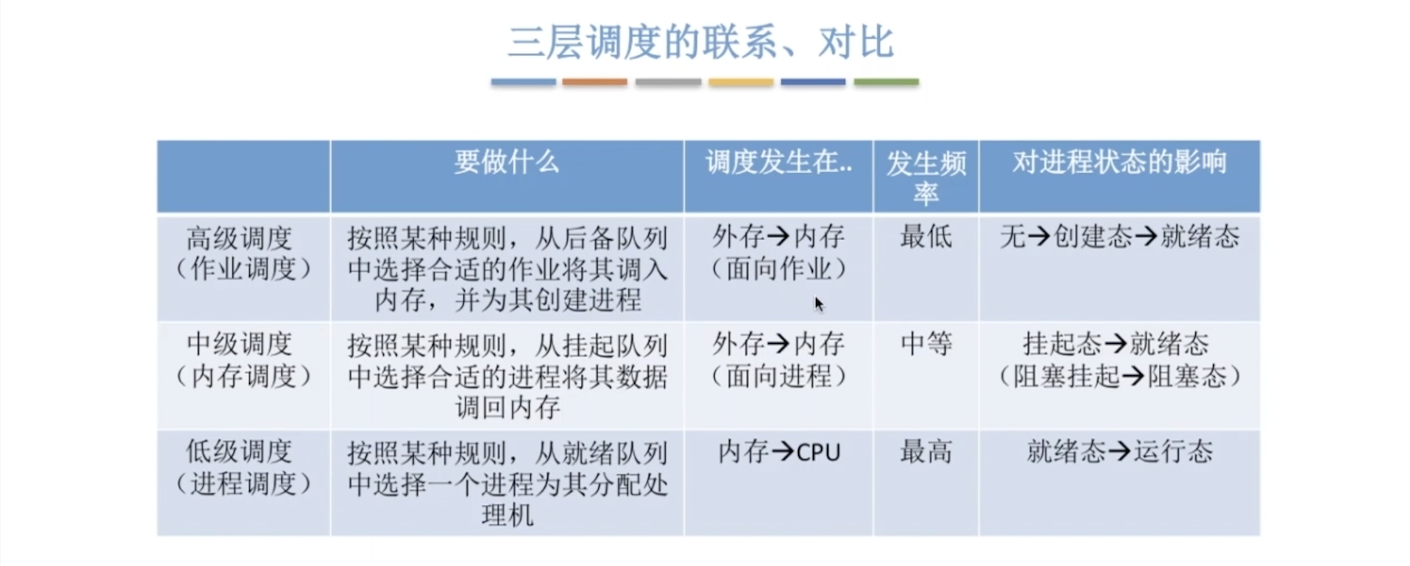 三层调度的联系、对比
要做什么
调度发生在..
发生频
率
对进程状态的影响
高级调度
（作业调度）
按照某种规则，从后备队列
中选择合适的作业将其调入
内存，并为其创建进程
外存→内存
（面向作业）
最低
无→创建态→就绪态
中级调度
（内存调度）
按照某种规则，从挂起队列
中选择合适的进程将其数据
调回内存
外存→内存
（面向进程）
中等
挂起态→就绪态
（阻塞挂起→阻塞态）
低级调度
（进程调度）
按照某种规则，从就绪队列
中选择一个进程为其分配处
理机
内存→CPU
最高
就绪态→运行态